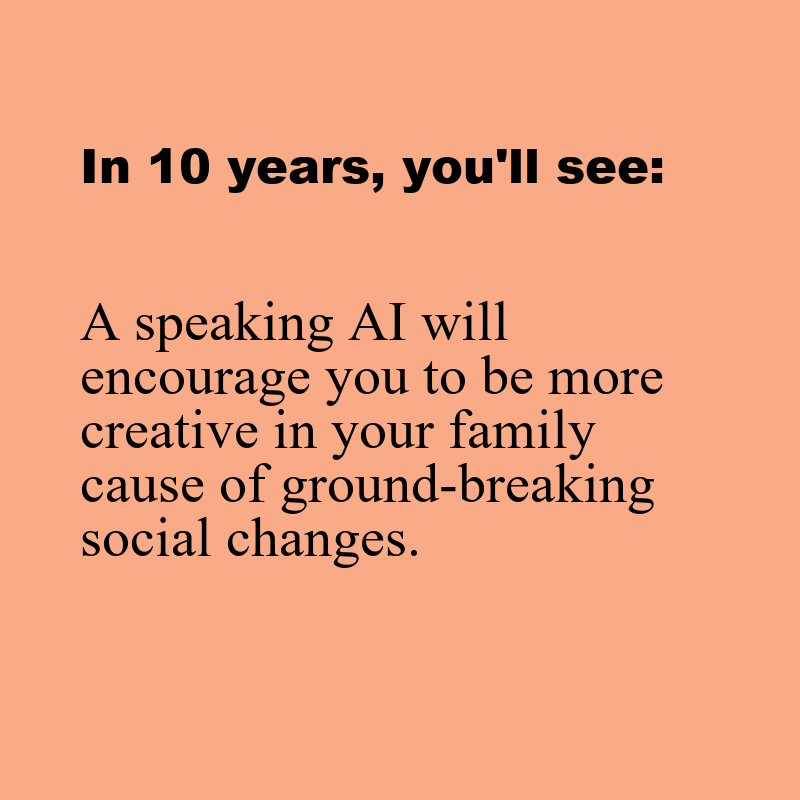 In 10 years, you'll see:
A speaking AI will
encourage you to be more
creative in your family
cause of ground-breaking
social changes.